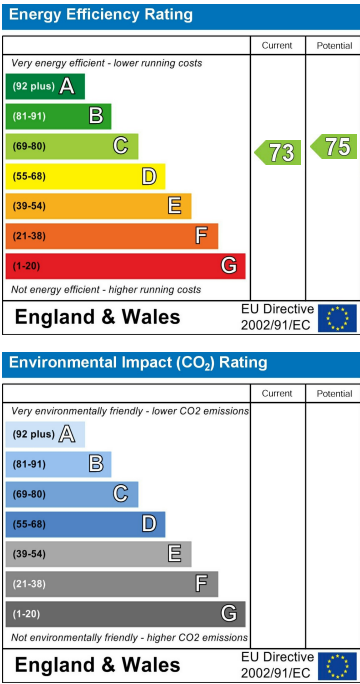 Energy Efficiency Rating
Current Potential
Very energy efficient - lower running costs
(92 plus) A
(81-91) B
(69-80) C 73 75
(55-68) D
(39-54) E
(21-38) F
(1-20) G
Not energy efficient - higher running costs
England & Wales
EU Directive
2002/91/EC
Environmental Impact (CO₂) Rating
Current Potential
Very environmentally friendly - lower CO2 emissions
(92 plus) A
(81-91) B
(69-80) C
(55-68) D
(39-54) E
(21-38) F
(1-20) G
Not environmentally friendly - higher CO2 emissions
England & Wales
EU Directive
2002/91/EC